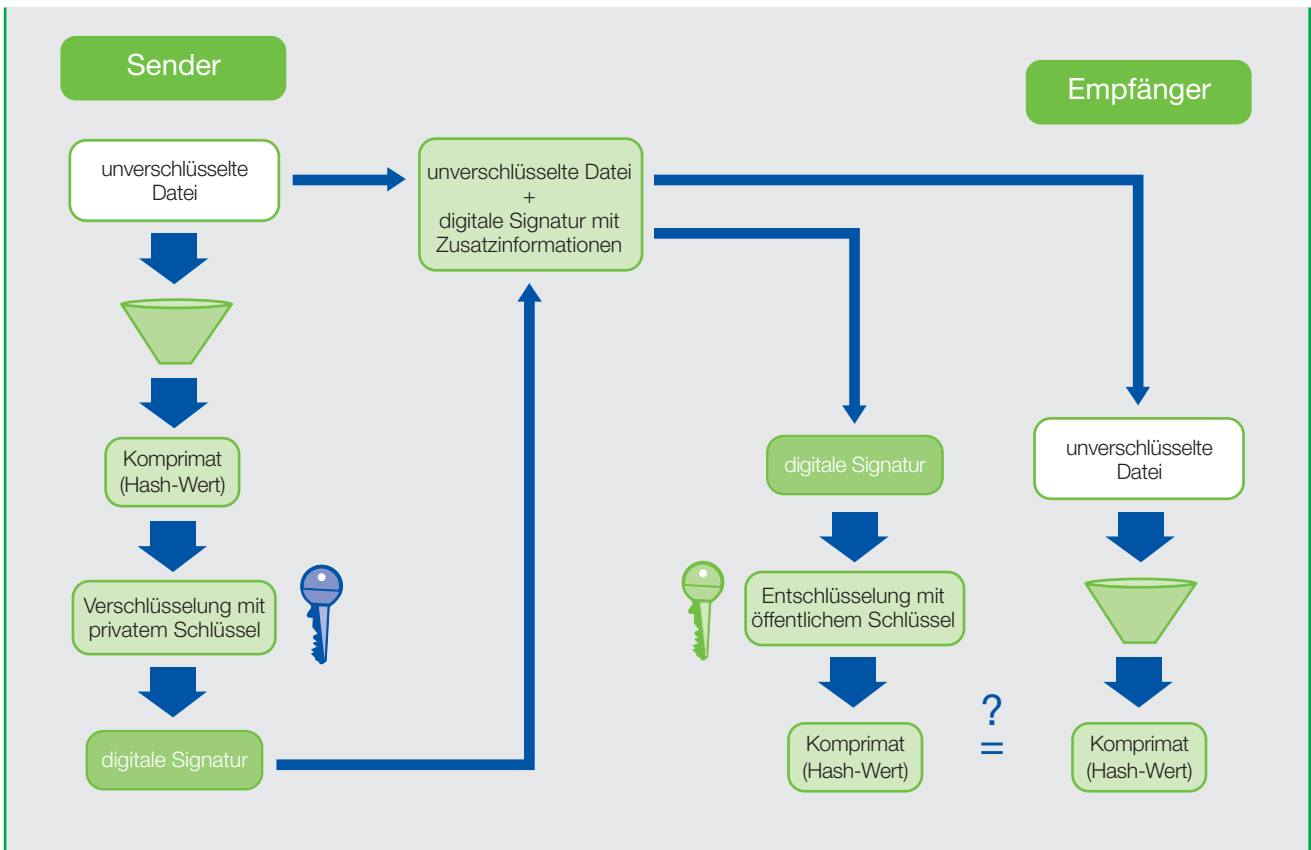 Sender
Empfänger
unverschlüsselte
Datei
unverschlüsselte Datei
+
digitale Signatur mit
Zusatzinformationen
Komprimat
(Hash-Wert)
Verschlüsselung mit
privatem Schlüssel
digitale Signatur
digitale Signatur
Entschlüsselung mit
öffentlichem Schlüssel
Komprimat
(Hash-Wert)
?
=
unverschlüsselte
Datei
Komprimat
(Hash-Wert)